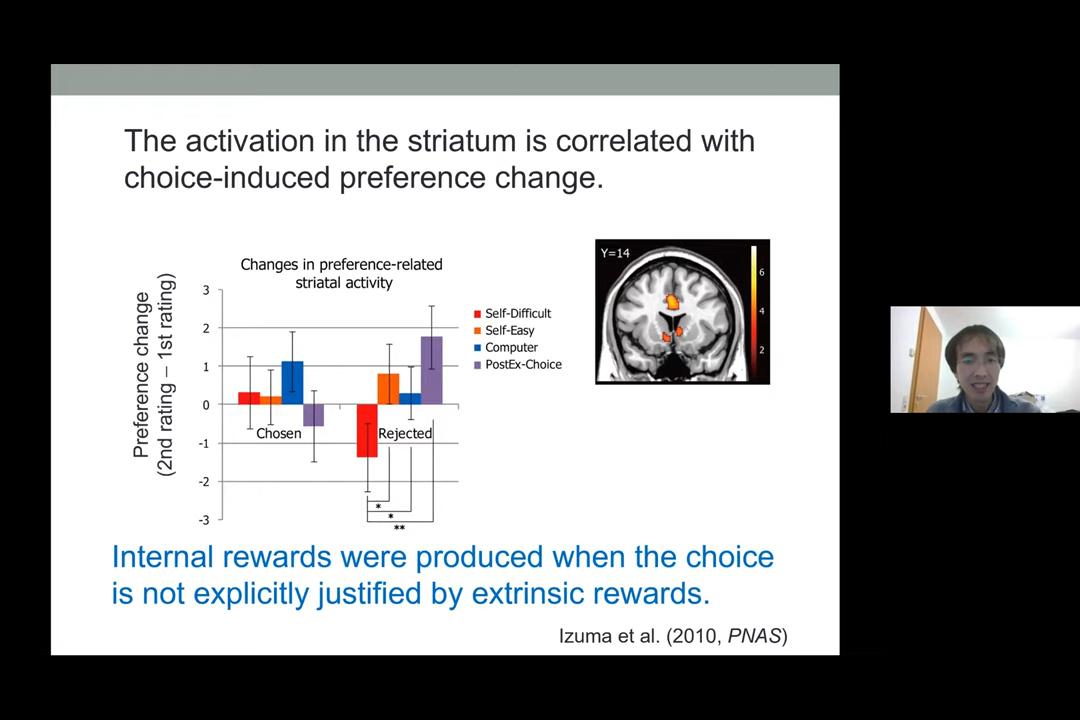 The activation in the striatum is correlated with
choice-induced preference change.
Changes in preference-related
striatal activity
Preference change
(2nd rating – 1st rating)
3
2
1
0
-1
-2
-3
Chosen
Rejected
*
*
**
Self-Difficult
Self-Easy
Computer
PostEx-Choice
Y=14
6
4
2
Internal rewards were produced when the choice
is not explicitly justified by extrinsic rewards.
Izuma et al. (2010, PNAS)